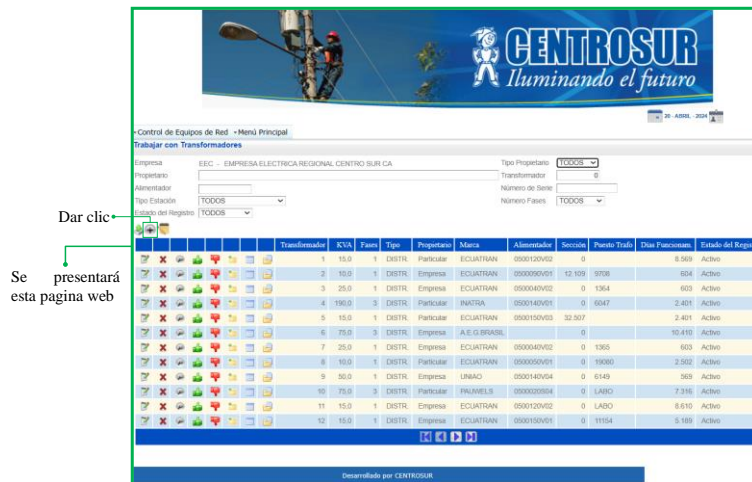 CENTROSUR
Iluminando el futuro
20 - ABRIL - 2024
Control de Equipos de Red Menú Principal
Trabajar con Transformadores
Empresa EEC - EMPRESA ELECTRICA REGIONAL CENTRO SUR CA Tipo Propietario TODOS
Propietario Transformador 0
Alimentador Número de Serie
Tipo Estación TODOS Número Fases TODOS
Estado del Registro TODOS
Dar clic
Se presentará
esta pagina web
Transformador KVA Fases Tipo Propietario Marca Alimentador Sección Puesto Trafo Días Funcionam. Estado del Regis
1 15,0 1 DISTR. Particular ECUATRAN 0500120V02 0 8.569 Activo
2 10,0 1 DISTR. Empresa ECUATRAN 0500090V01 12.109 9708 604 Activo
3 25,0 1 DISTR. Empresa ECUATRAN 0500040V02 0 1364 603 Activo
4 190,0 3 DISTR. Particular INATRA 0500140V01 0 6047 2.401 Activo
5 15,0 1 DISTR. Particular ECUATRAN 0500150V03 32.507 2.401 Activo
6 75,0 3 DISTR. Empresa A.E.G.BRASIL 0 10.410 Activo
7 25,0 1 DISTR. Empresa ECUATRAN 0500040V02 0 1365 603 Activo
8 10,0 1 DISTR. Particular ECUATRAN 0500050V01 0 19080 2.502 Activo
9 50,0 1 DISTR. Empresa UNIAO 0500140V04 0 6149 569 Activo
10 75,0 3 DISTR. Particular PAUWELS 0500020S04 0 LABO 7.316 Activo
11 15,0 1 DISTR. Empresa ECUATRAN 0500120V02 0 LABO 8.610 Activo
12 15,0 1 DISTR. Empresa ECUATRAN 0500150V01 0 11154 5.189 Activo
Desarrollado por CENTROSUR